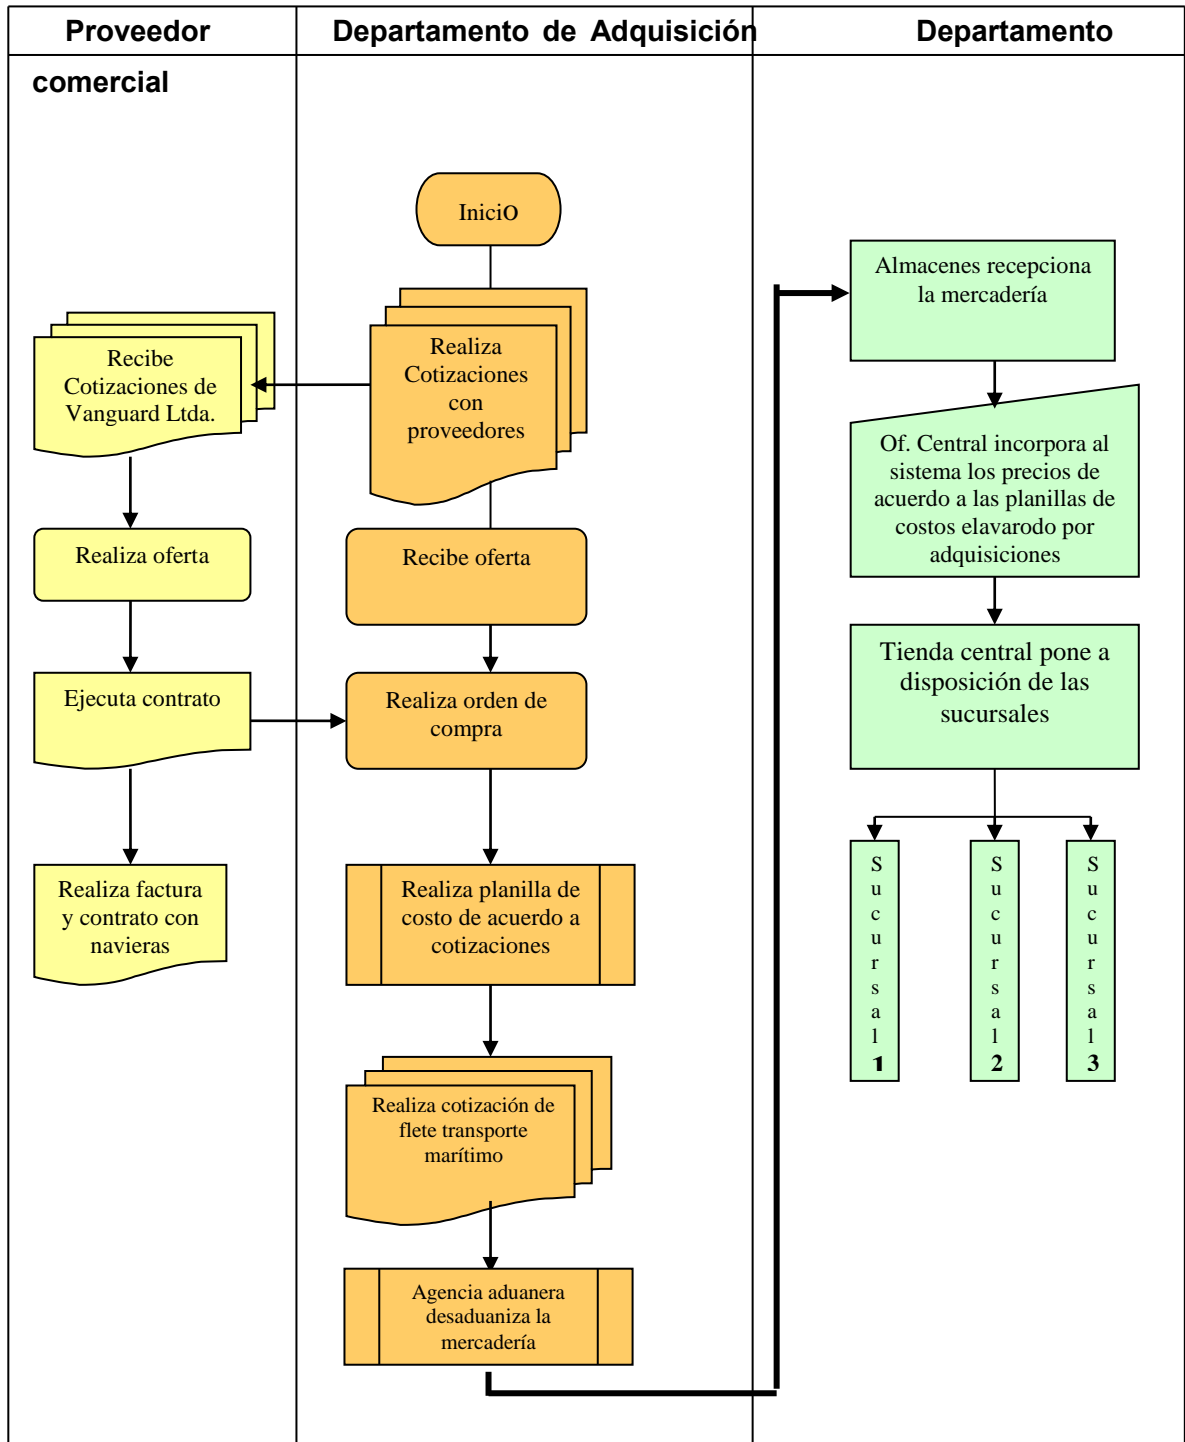 Proveedor
Departamento de Adquisición
Departamento
comercial
Inicio
Realiza
Cotizaciones
con
proveedores
Recibe
Cotizaciones de
Vanguard Ltda.
Realiza oferta
Recibe oferta
Ejecuta contrato
Realiza orden de
compra
Realiza factura
y contrato con
navieras
Realiza planilla de
costo de acuerdo a
cotizaciones
Realiza cotización de
flete transporte
marítimo
Agencia aduanera
desaduaniza la
mercadería
Almacenes recepciona
la mercadería
Of. Central incorpora al
sistema los precios de
acuerdo a las planillas de
costos elavarodo por
adquisiciones
Tienda central pone a
disposición de las
sucursales
Sucursal 1
Sucursal 2
Sucursal 3